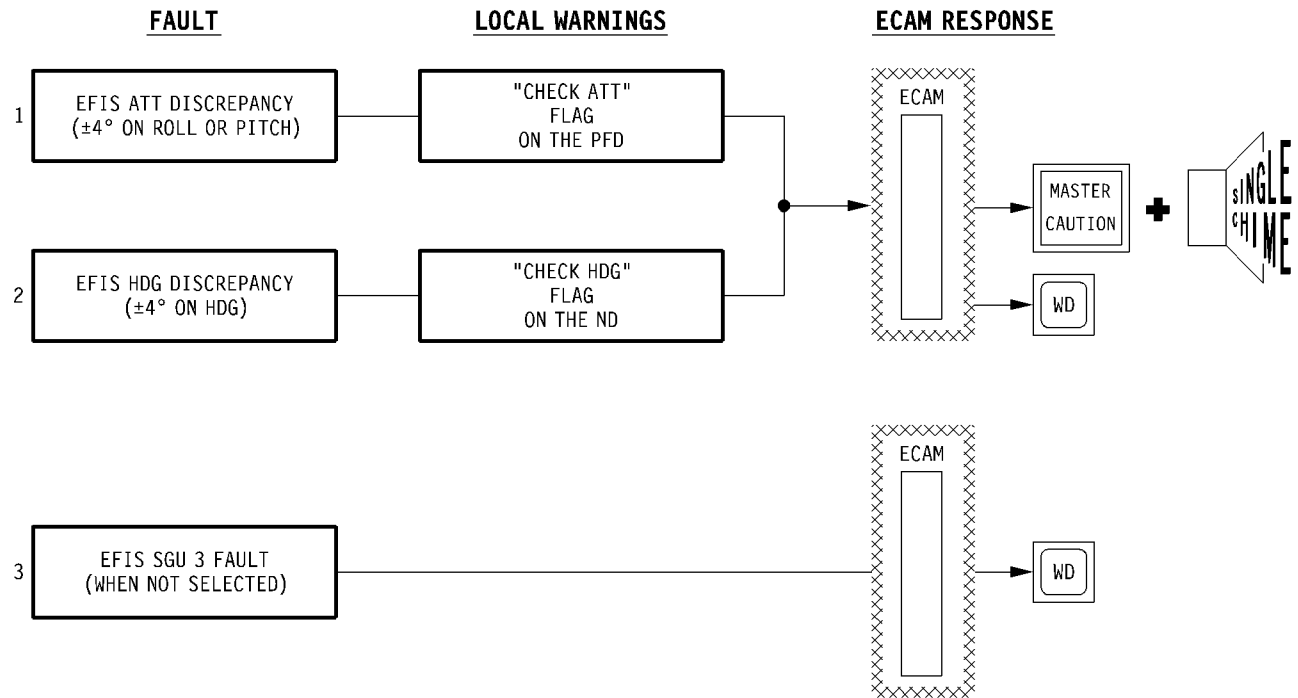 FAULT
LOCAL WARNINGS
ECAM RESPONSE
1
EFIS ATT DISCREPANCY
(±4° ON ROLL OR PITCH)
"CHECK ATT"
FLAG
ON THE PFD
ECAM
MASTER
CAUTION
SINGLE
CHIME
2
EFIS HDG DISCREPANCY
(±4° ON HDG)
"CHECK HDG"
FLAG
ON THE ND
WD
ECAM
3
EFIS SGU 3 FAULT
(WHEN NOT SELECTED)
WD